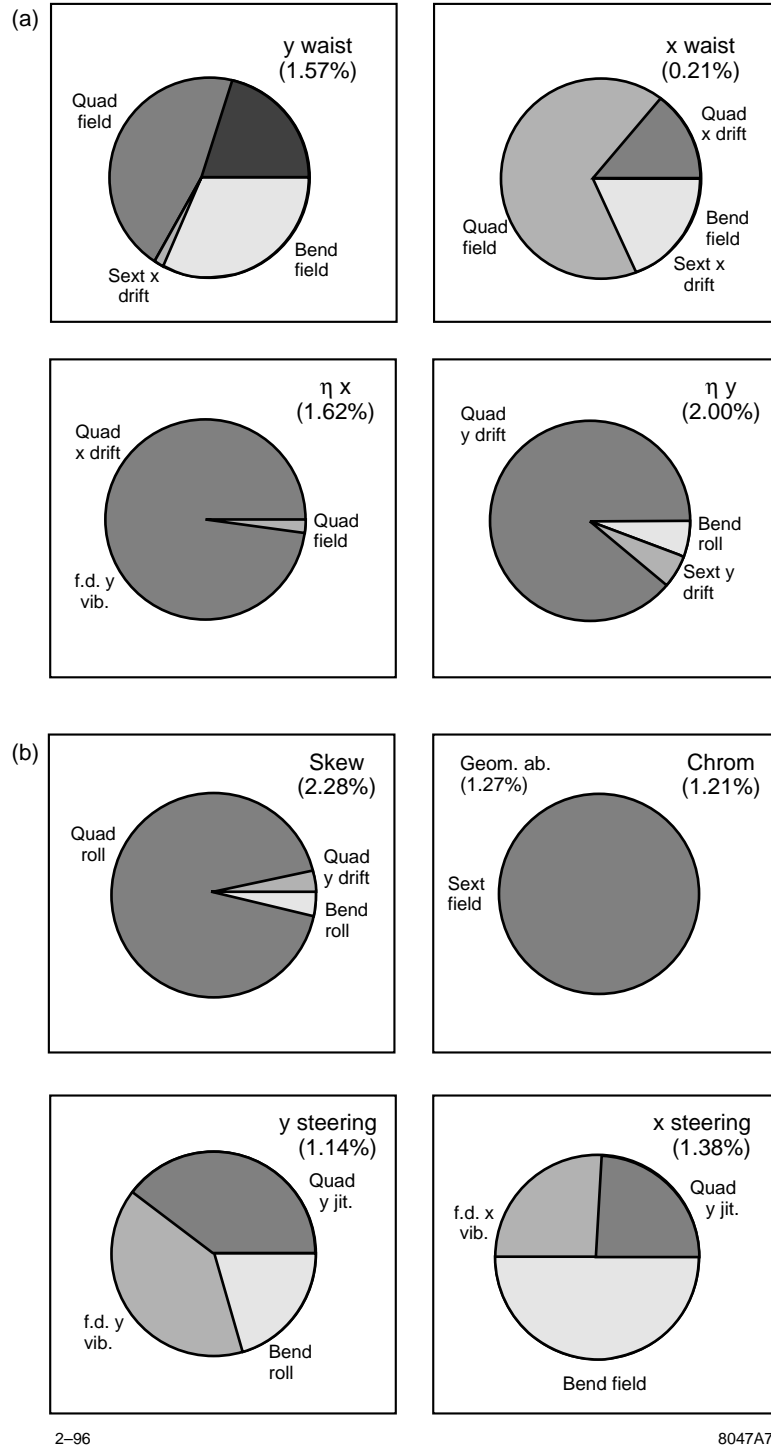 (a)
y waist
(1.57%)
Quad
field
Sext x
drift
Bend
field
x waist
(0.21%)
Quad
x drift
Quad
field
Bend
field
Sext x
drift
η x
(1.62%)
Quad
x drift
Quad
field
f.d. y
vib.
η y
(2.00%)
Quad
y drift
Bend
roll
Sext y
drift
(b)
Skew
(2.28%)
Quad
roll
Quad
y drift
Bend
roll
Geom. ab.
(1.27%)
Chrom
(1.21%)
Sext
field
y steering
(1.14%)
Quad
y jit.
f.d. y
vib.
Bend
roll
x steering
(1.38%)
Quad
y jit.
f.d. x
vib.
Bend field
2–96
8047A7